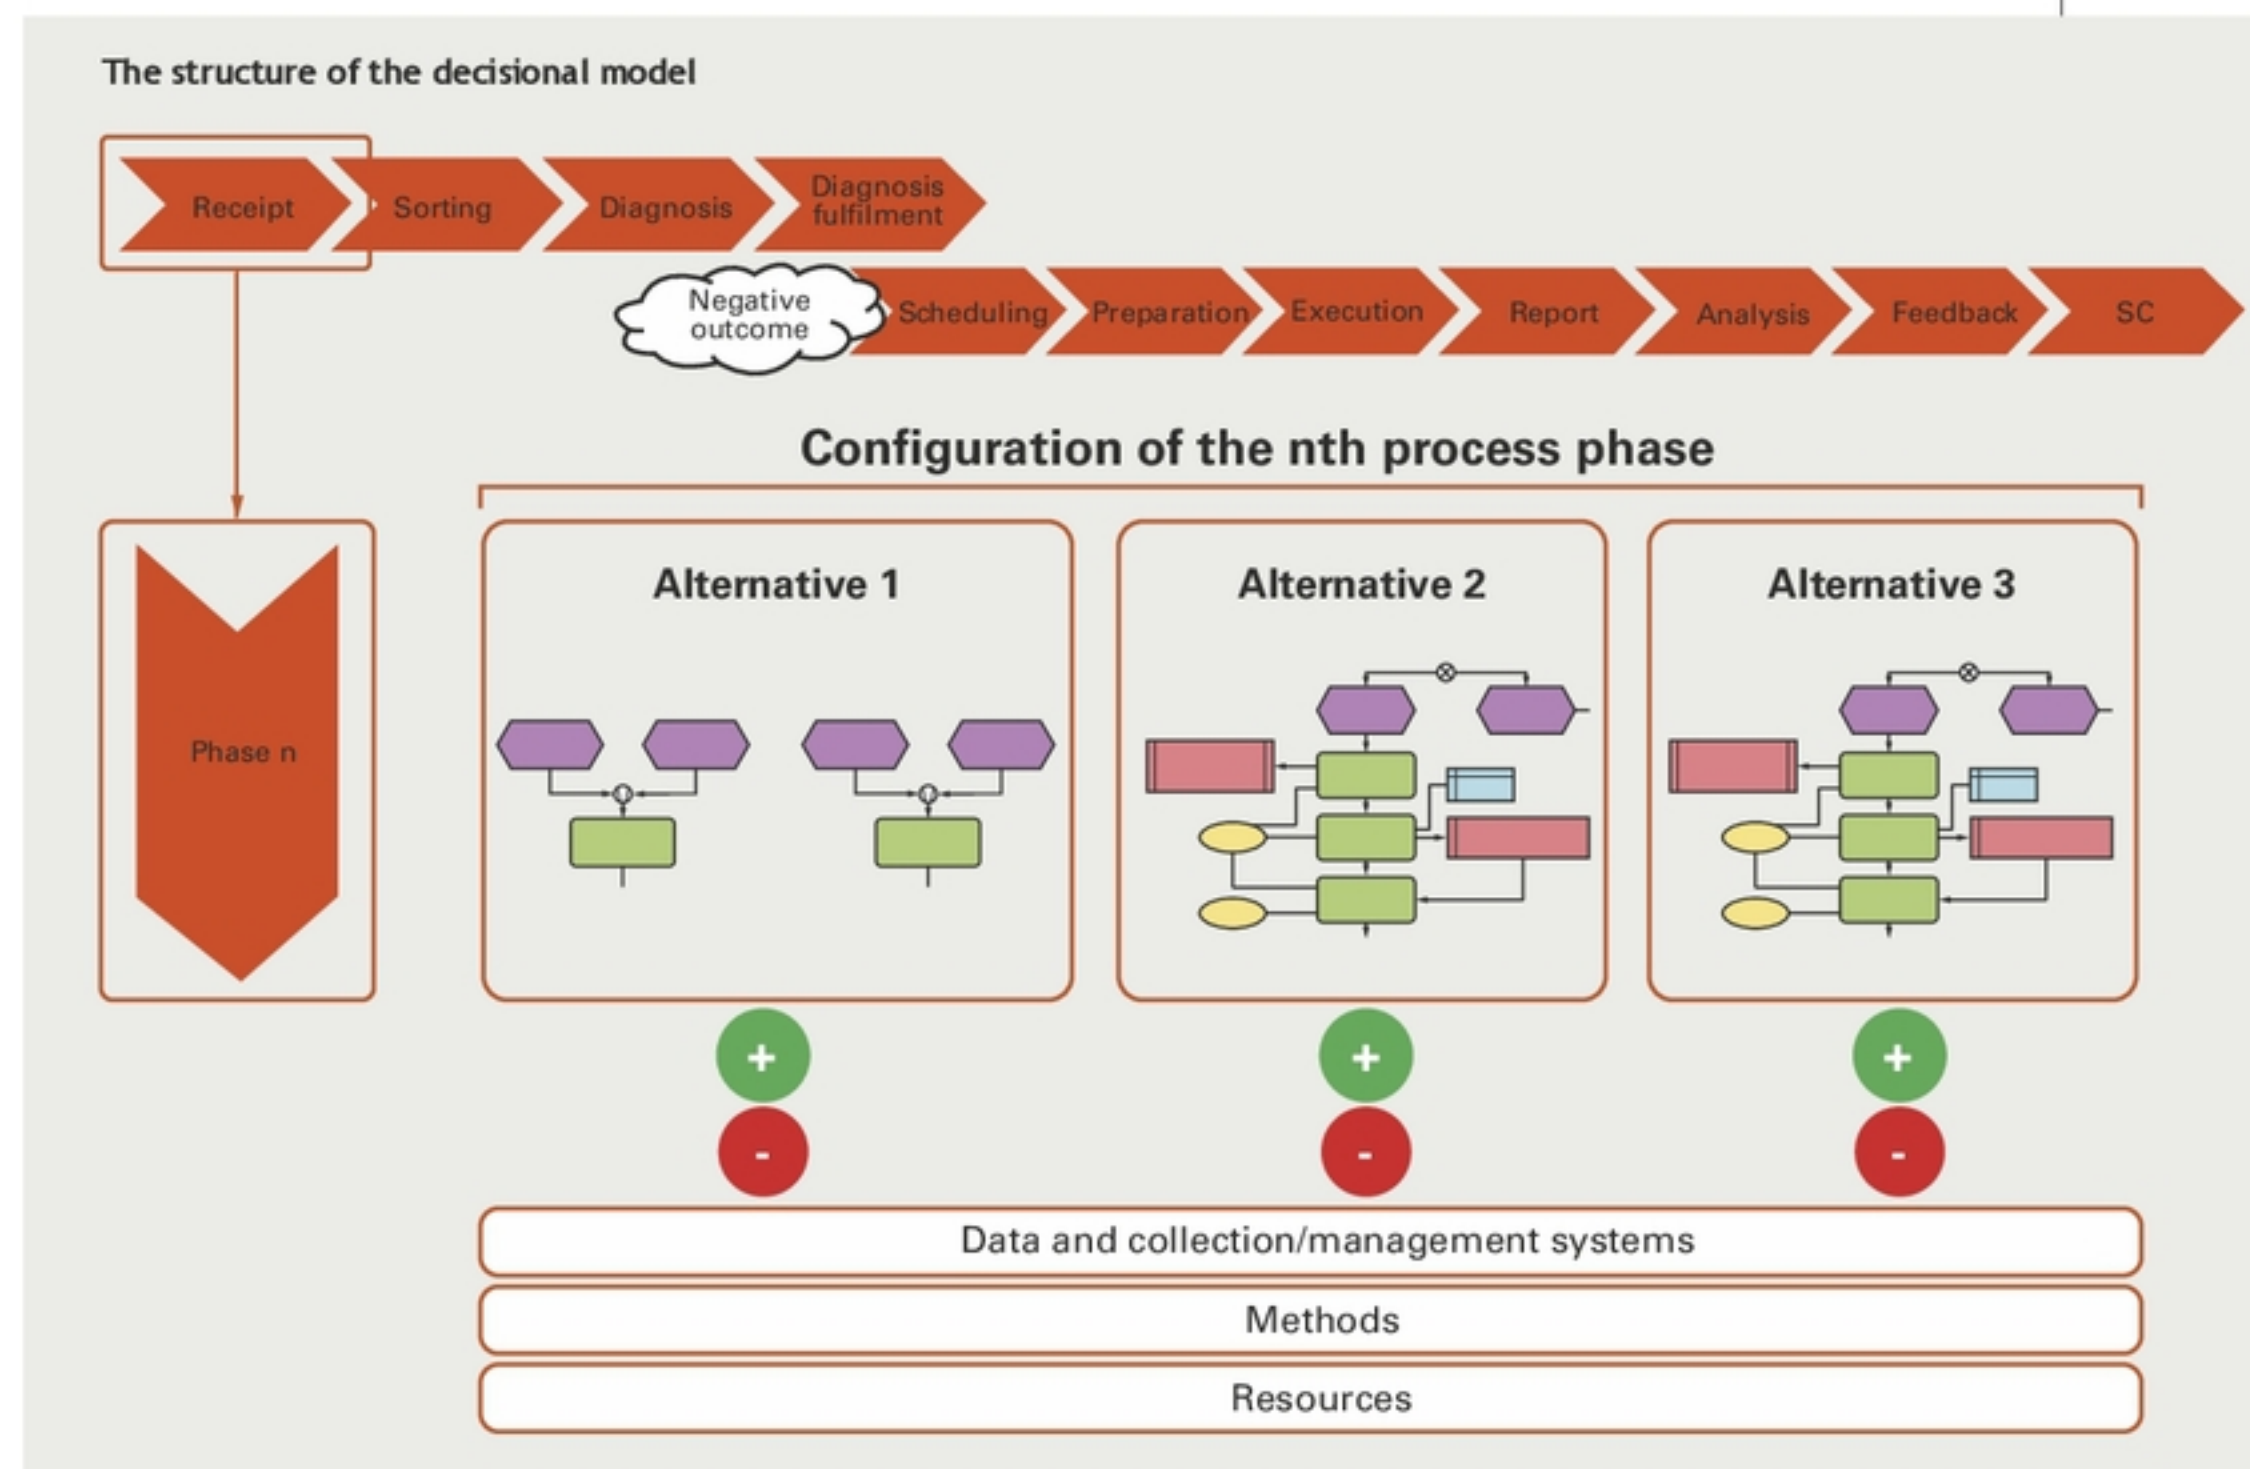 The structure of the decisional model
Receipt
Sorting
Diagnosis
Diagnosis
fulfilment
Negative
outcome
Scheduling
Preparation
Execution
Report
Analysis
Feedback
SC
Configuration of the nth process phase
Phase n
Alternative 1
Alternative 2
Alternative 3
+
+
+
-
-
-
Data and collection/management systems
Methods
Resources